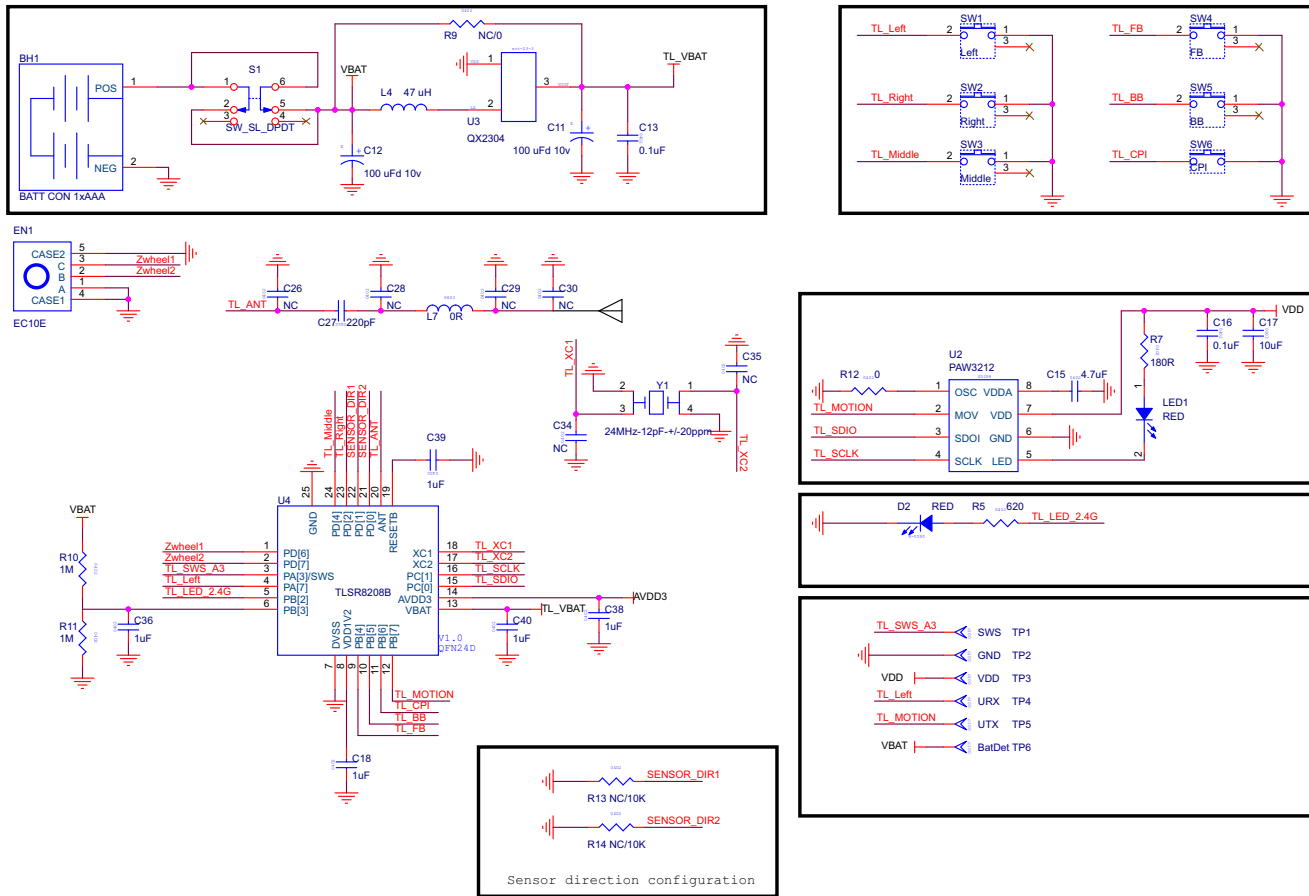 R9 NC/0
BH1
POS
1
2
NEG
BATT CON 1xAAA
S1
1
2
3
6
5
4
SW_SL_DPDT
VBAT
L4 47 uH
C12
100 uFd 10v
1
2
3
U3
QX2304
C11
100 uFd 10v
C13
0.1uF
TL_VBAT
TL_Left
2
SW1
1
3
Left
TL_Right
2
SW2
1
3
Right
TL_Middle
2
SW3
1
3
Middle
TL_FB
2
SW4
1
3
FB
TL_BB
2
SW5
1
3
BB
TL_CPI
2
SW6
1
CPI
EN1
CASE2 5
C 3 Zwheel1
B 2 Zwheel2
A 1
CASE1 4
EC10E
TL_ANT
C26
NC
C27 220pF
C28
NC
L7 0R
C29
NC
C30
NC
TL_XC1
C34
NC
2
3
Y1
1
4
24MHz-12pF-+/-20ppm
C35
NC
TL_XC2
U2
PAW3212
R12 0
TL_MOTION
TL_SDIO
TL_SCLK
1 OSC
2 MOV
3 SDOI
4 SCLK
VDDA 8
VDD 7
GND 6
LED 5
C15 4.7uF
R7
180R
1
LED1
RED
2
C16
0.1uF
C17
10uF
VDD
TL_Middle
TL_Right
SENSOR_DIR1
SENSOR_DIR2
TL_ANT
C39
1uF
25
24
23
22
21
20
19
U4
GND
PD[4]
PD[2]
PD[1]
PD[0]
ANT
RESETB
VBAT
R10
1M
R11
1M
C36
1uF
Zwheel1 1 PD[6]
Zwheel2 2 PD[7]
TL_SWS_A3 3 PA[3]/SWS
TL_Left 4 PA[7]
TL_LED_2.4G 5 PB[2]
6 PB[3]
TLSR8208B
XC1 18 TL_XC1
XC2 17 TL_XC2
PC[1] 16 TL_SCLK
PC[0] 15 TL_SDIO
AVDD3 14 AVDD3
VBAT 13 TL_VBAT
C40
1uF
C38
1uF
V1.0
QFN24D
DVSS
VDD1V2
PB[4]
PB[5]
PB[6]
PB[7]
7
8
9
10
11
12
TL_MOTION
TL_CPI
TL_BB
TL_FB
C18
1uF
D2 RED R5 620 TL_LED_2.4G
TL_SWS_A3 SWS TP1
GND TP2
VDD VDD TP3
TL_Left URX TP4
TL_MOTION UTX TP5
VBAT BatDet TP6
SENSOR_DIR1
R13 NC/10K
SENSOR_DIR2
R14 NC/10K
Sensor direction configuration